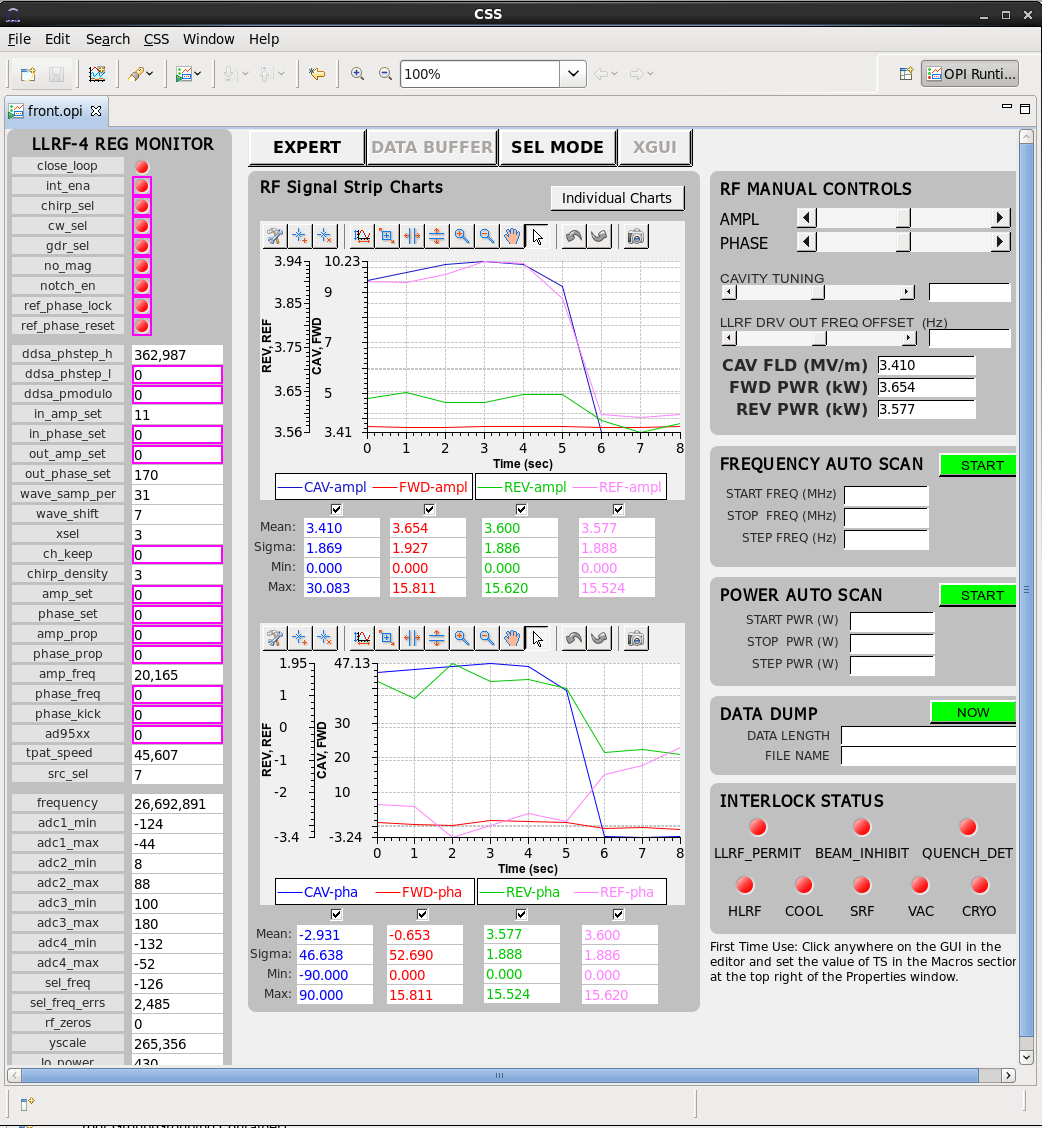 CSS
File Edit Search CSS Window Help
100%
OPI Runti...
front.opi
LLRF-4 REG MONITOR
close_loop
int_ena
chirp_sel
cw_sel
gdr_sel
no_mag
notch_en
ref_phase_lock
ref_phase_reset
ddsa_phstep_h 362,987
ddsa_phstep_l 0
ddsa_pmodulo 0
in_amp_set 11
in_phase_set 0
out_amp_set 0
out_phase_set 170
wave_samp_per 31
wave_shift 7
xsel 3
ch_keep 0
chirp_density 3
amp_set 0
phase_set 0
amp_prop 0
phase_prop 0
amp_freq 20,165
phase_freq 0
phase_kick 0
ad95xx 0
tpat_speed 45,607
src_sel 7
frequency 26,692,891
adc1_min -124
adc1_max -44
adc2_min 8
adc2_max 88
adc3_min 100
adc3_max 180
adc4_min -132
adc4_max -52
sel_freq -126
sel_freq_errs 2,485
rf_zeros 0
yscale 265,356
lo_power 430
EXPERT DATA BUFFER SEL MODE XGUI
RF Signal Strip Charts
Individual Charts
3.94 10.23
9
3.85
REV, REF CAV, FWD
3.75 7
3.65 5
3.56 3.41
0 1 2 3 4 5 6 7 8
Time (sec)
CAV-ampl FWD-ampl REV-ampl REF-ampl
Mean: 3.410 3.654 3.600 3.577
Sigma: 1.869 1.927 1.886 1.888
Min: 0.000 0.000 0.000 0.000
Max: 30.083 15.811 15.620 15.524
1.95 47.13
1
0 30
REV, REF CAV, FWD
-1 20
-2 10
-3.4 -3.24
0 1 2 3 4 5 6 7 8
Time (sec)
CAV-pha FWD-pha REV-pha REF-pha
Mean: -2.931 -0.653 3.577 3.600
Sigma: 46.638 52.690 1.888 1.886
Min: -90.000 0.000 0.000 0.000
Max: 90.000 15.811 15.524 15.620
RF MANUAL CONTROLS
AMPL
PHASE
CAVITY TUNING
LLRF DRV OUT FREQ OFFSET (Hz)
CAV FLD (MV/m) 3.410
FWD PWR (kW) 3.654
REV PWR (kW) 3.577
FREQUENCY AUTO SCAN START
START FREQ (MHz)
STOP FREQ (MHz)
STEP FREQ (Hz)
POWER AUTO SCAN START
START PWR (W)
STOP PWR (W)
STEP PWR (W)
DATA DUMP NOW
DATA LENGTH
FILE NAME
INTERLOCK STATUS
LLRF_PERMIT BEAM_INHIBIT QUENCH_DET
HLRF COOL SRF VAC CRYO
First Time Use: Click anywhere on the GUI in the
editor and set the value of TS in the Macros section
at the top right of the Properties window.